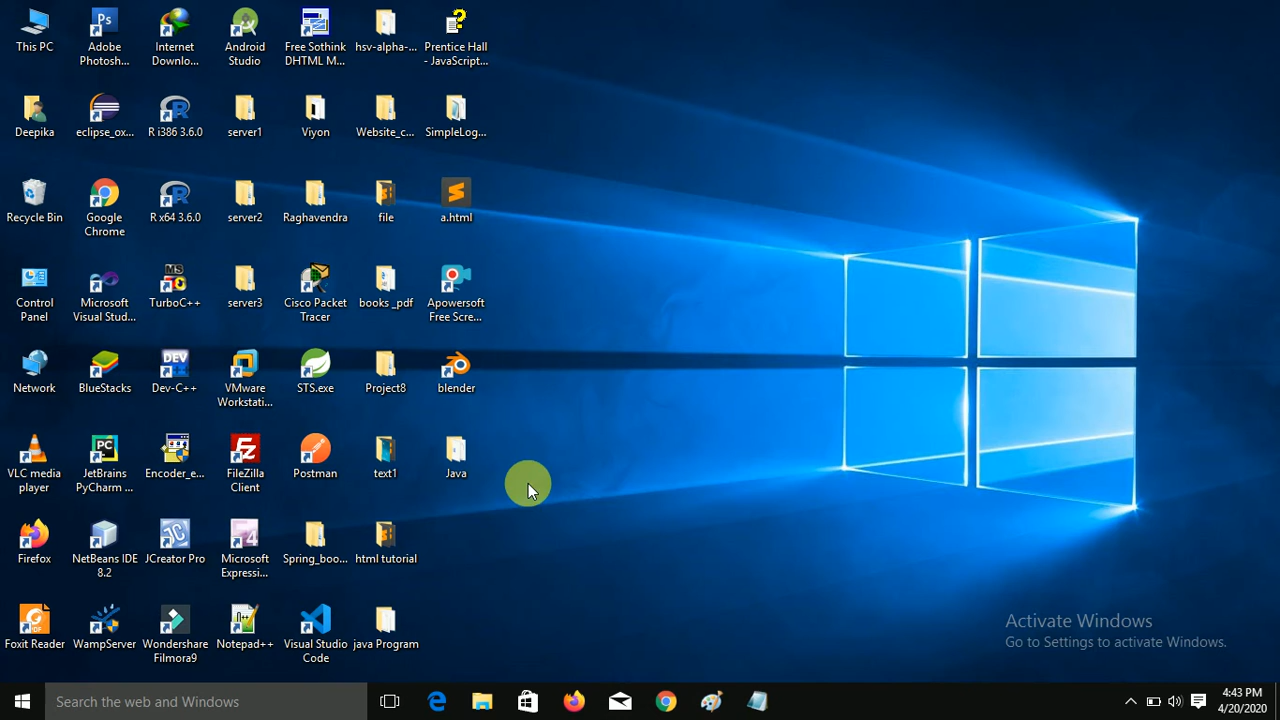 This PC
Adobe
Photosh...
Internet
Downlo...
Android
Studio
Free Sothink
DHTML M...
hsv-alpha-...
Prentice Hall
- JavaScript...
Deepika
eclipse_ox...
R i386 3.6.0
server1
Viyon
Website_c...
SimpleLog...
Recycle Bin
Google
Chrome
R x64 3.6.0
server2
Raghavendra
file
a.html
Control
Panel
Microsoft
Visual Stud...
TurboC++
server3
Cisco Packet
Tracer
books _pdf
Apowersoft
Free Scre...
Network
BlueStacks
Dev-C++
VMware
Workstati...
STS.exe
Project8
blender
VLC media
player
JetBrains
PyCharm ...
Encoder_e...
FileZilla
Client
Postman
text1
Java
Firefox
NetBeans IDE
8.2
JCreator Pro
Microsoft
Expressi...
Spring_boo...
html tutorial
Foxit Reader
WampServer
Wondershare
Filmora9
Notepad++
Visual Studio
Code
java Program
Activate Windows
Go to Settings to activate Windows.
Search the web and Windows
4:43 PM
4/20/2020